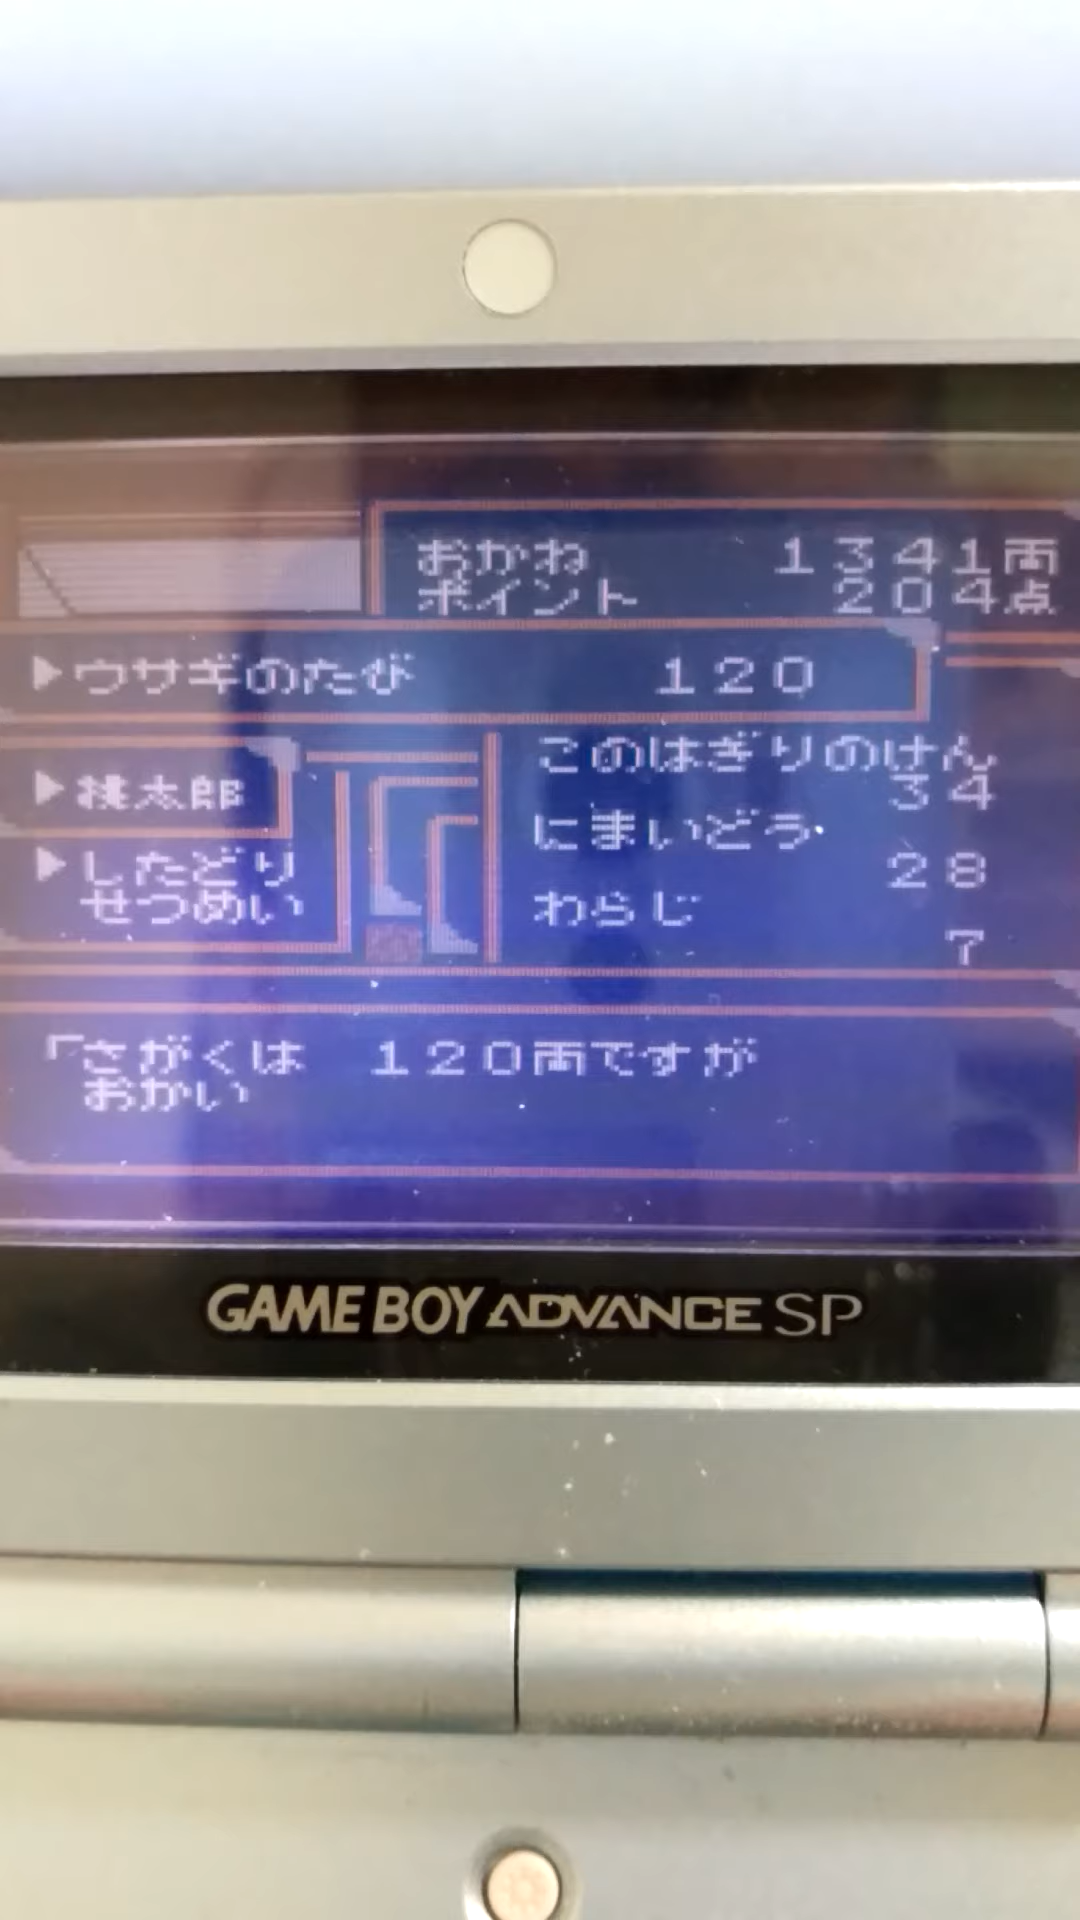 おかね 1341両
ポイント 204点
▶ウサギのたび 120
▶桃太郎
▶したどり
せつめい
このはぎりのけん
34
にまいどう
28
わらじ
7
「さがくは 120両ですが
おかい
GAME BOY ADVANCE SP